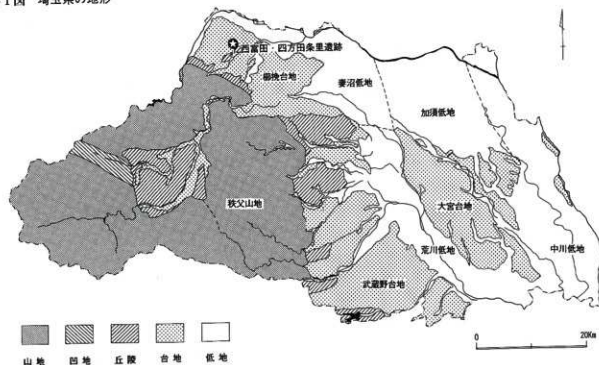 1図 埼玉県の地形
西富田・四方田条里遺跡
櫛挽台地
妻沼低地
加須低地
秩父山地
大宮台地
荒川低地
中川低地
武蔵野台地
山地
凹地
丘陵
台地
低地
0
20Km